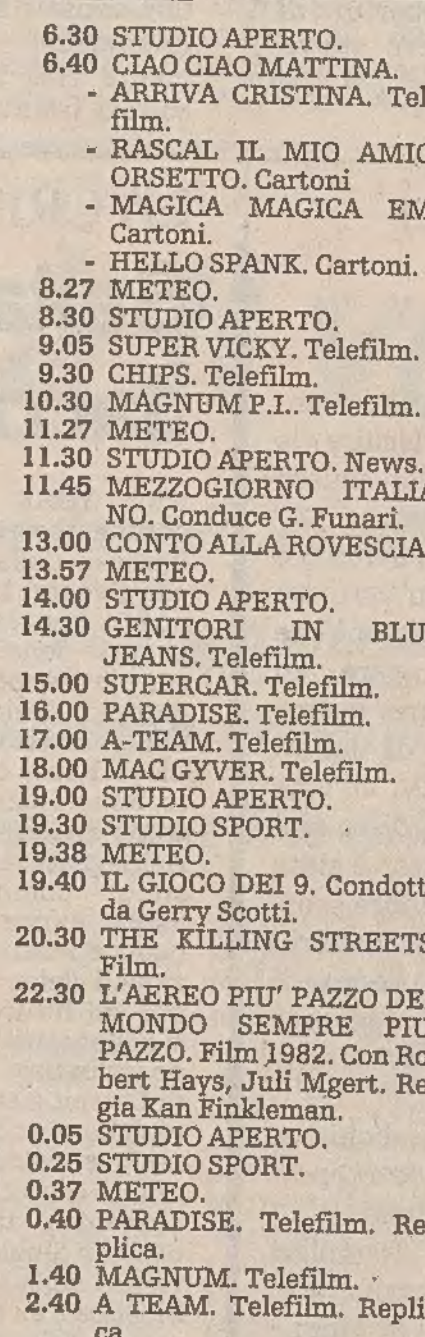 6.30 STUDIO APERTO.
6.40 CIAO CIAO MATTINA.
- ARRIVA CRISTINA. Tel
film.
- RASCAL IL MIO AMIC
ORSETTO. Cartoni
- MAGICA MAGICA EM
Cartoni.
- HELLO SPANK. Cartoni.
8.27 METEO.
8.30 STUDIO APERTO.
9.05 SUPER VICKY. Telefilm.
9.30 CHIPS. Telefilm.
10.30 MAGNUM P.I.. Telefilm.
11.27 METEO.
11.30 STUDIO APERTO. News.
11.45 MEZZOGIORNO ITALIA
NO. Conduce G. Funari.
13.00 CONTO ALLA ROVESCIA
13.57 METEO.
14.00 STUDIO APERTO.
14.30 GENITORI IN BLU
JEANS. Telefilm.
15.00 SUPERCAR. Telefilm.
16.00 PARADISE. Telefilm.
17.00 A-TEAM. Telefilm.
18.00 MAC GYVER. Telefilm.
19.00 STUDIO APERTO.
19.30 STUDIO SPORT.
19.38 METEO.
19.40 IL GIOCO DEI 9. Condott
da Gerry Scotti.
20.30 THE KILLING STREETS
Film.
22.30 L'AEREO PIU' PAZZO DE
MONDO SEMPRE PIU
PAZZO. Film 1982. Con Ro
bert Hays, Juli Mgert. Re
gia Kan Finkleman.
0.05 STUDIO APERTO.
0.25 STUDIO SPORT.
0.37 METEO.
0.40 PARADISE. Telefilm. Re
plica.
1.40 MAGNUM. Telefilm.
2.40 A TEAM. Telefilm. Repli
ca